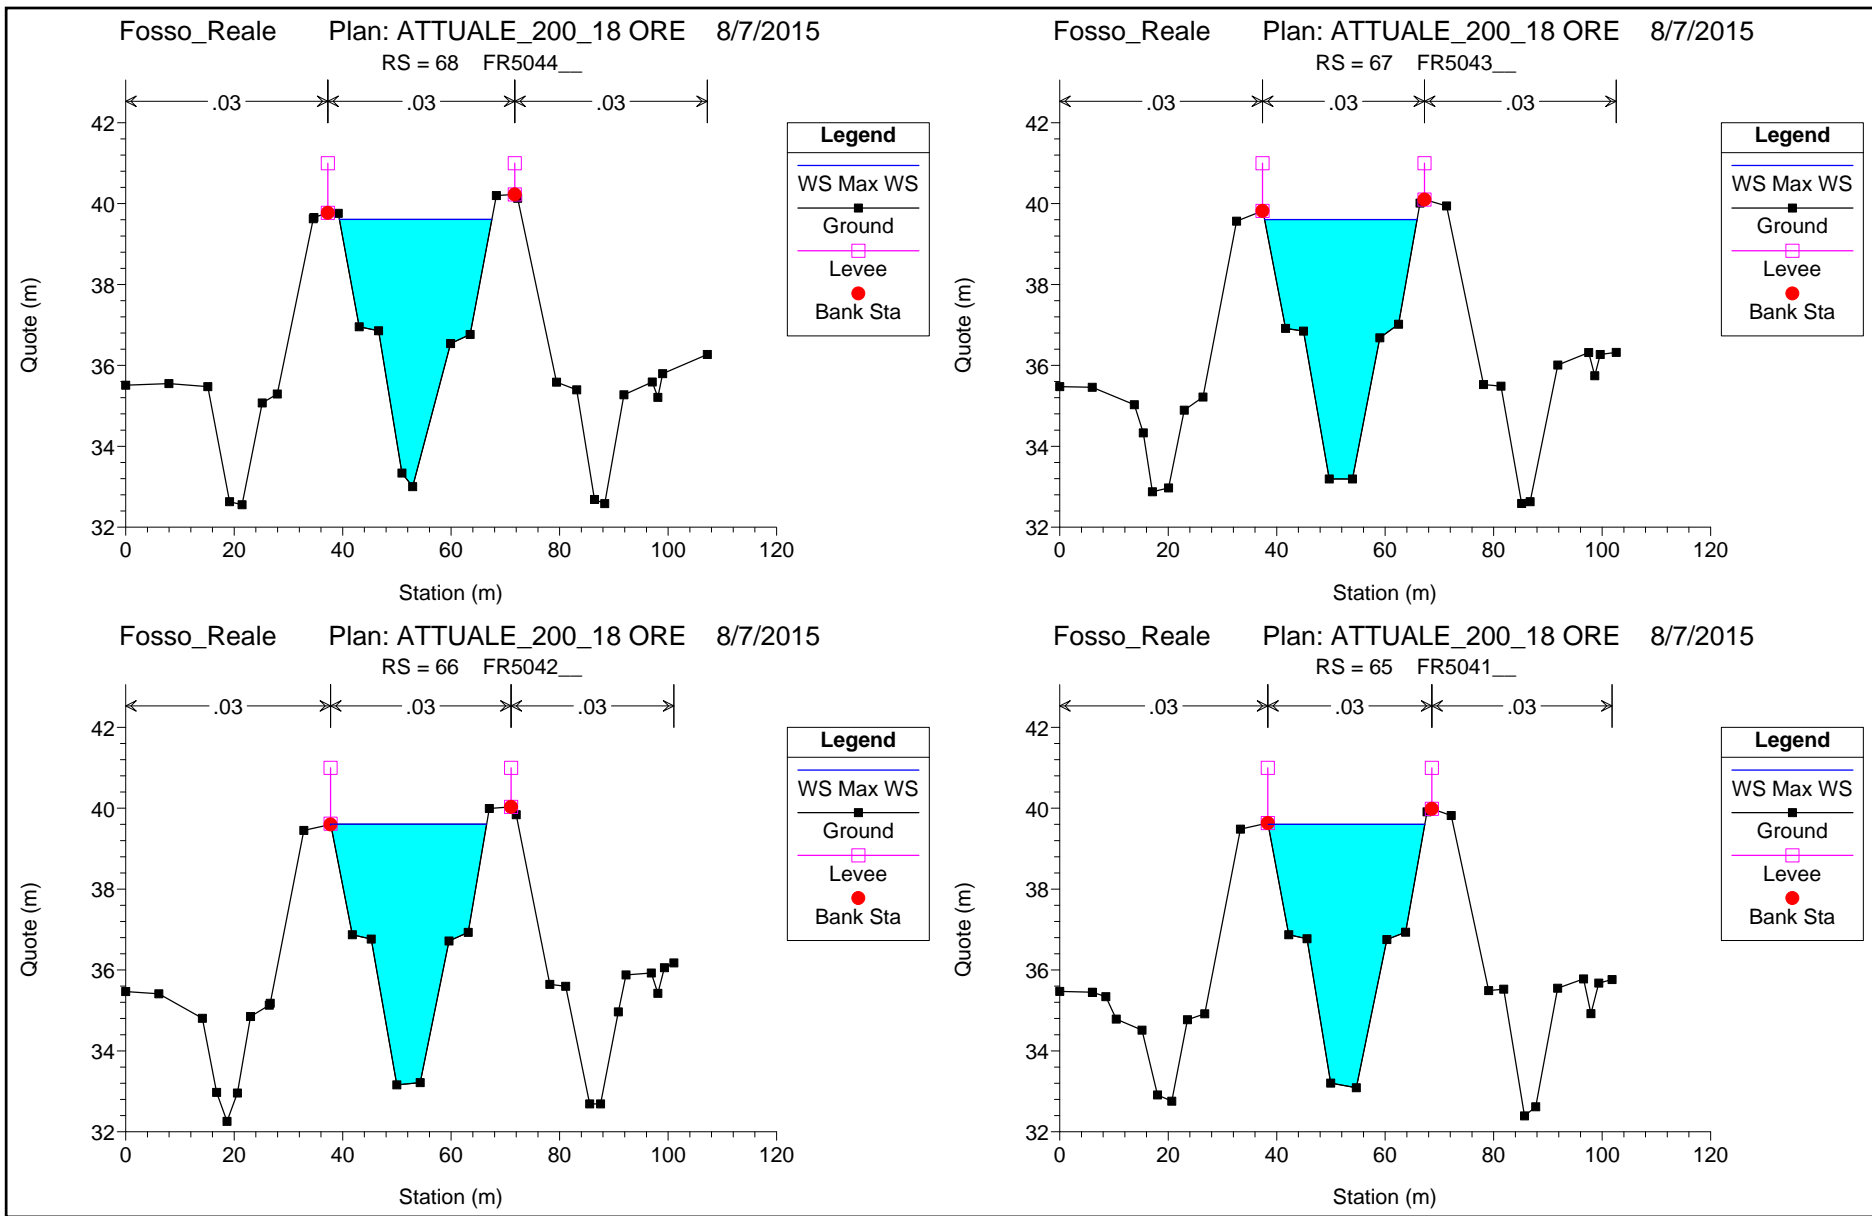 Fosso_Reale Plan: ATTUALE_200_18 ORE 8/7/2015
RS = 68 FR5044__
.03 .03 .03
42
40
38
36
34
32
0 20 40 60 80 100 120
Quote (m)
Station (m)
Legend
WS Max WS
Ground
Levee
Bank Sta
Fosso_Reale Plan: ATTUALE_200_18 ORE 8/7/2015
RS = 67 FR5043__
.03 .03 .03
42
40
38
36
34
32
0 20 40 60 80 100 120
Quote (m)
Station (m)
Legend
WS Max WS
Ground
Levee
Bank Sta
Fosso_Reale Plan: ATTUALE_200_18 ORE 8/7/2015
RS = 66 FR5042__
.03 .03 .03
42
40
38
36
34
32
0 20 40 60 80 100 120
Quote (m)
Station (m)
Legend
WS Max WS
Ground
Levee
Bank Sta
Fosso_Reale Plan: ATTUALE_200_18 ORE 8/7/2015
RS = 65 FR5041__
.03 .03 .03
42
40
38
36
34
32
0 20 40 60 80 100 120
Quote (m)
Station (m)
Legend
WS Max WS
Ground
Levee
Bank Sta